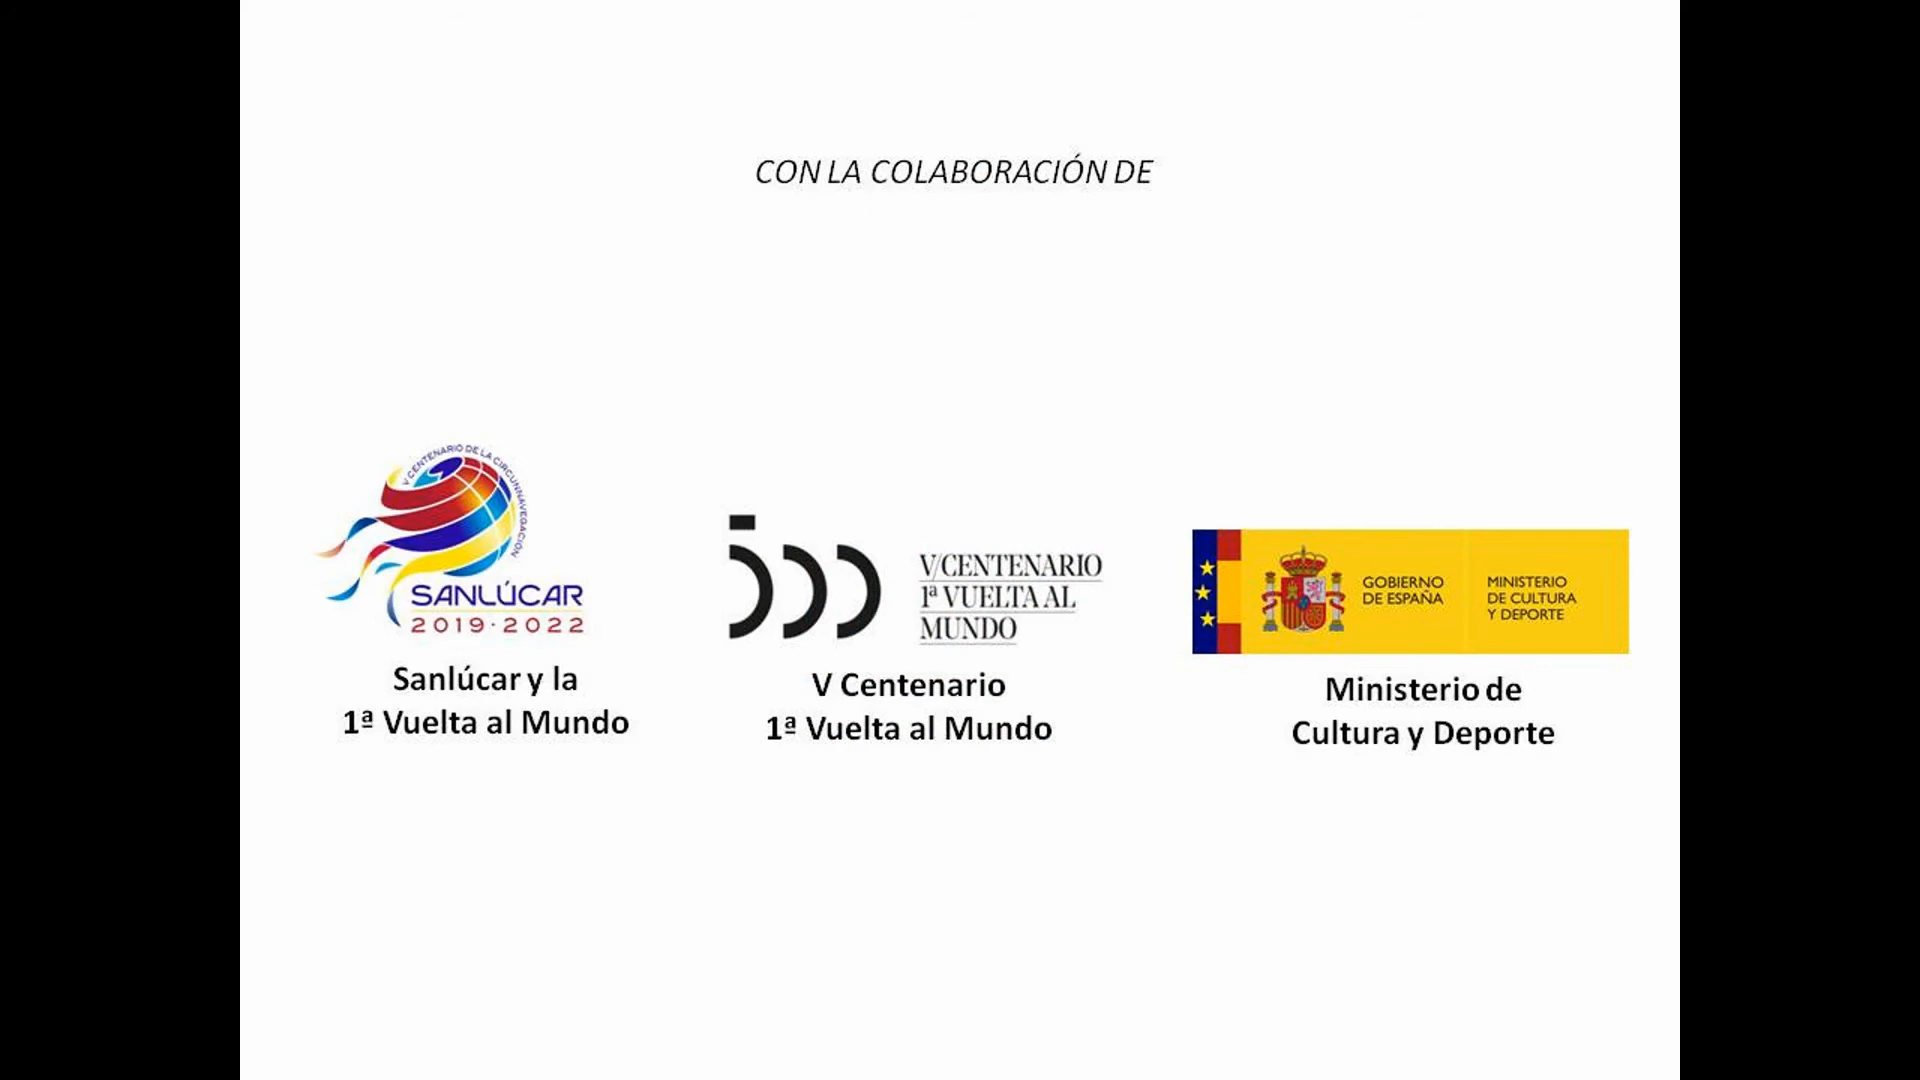 CON LA COLABORACIÓN DE
V CENTENARIO DE LA CIRCUNNAVEGACIÓN
SANLÚCAR
2019·2022
Sanlúcar y la
1ª Vuelta al Mundo
500
V/CENTENARIO
1ª VUELTA AL
MUNDO
V Centenario
1ª Vuelta al Mundo
GOBIERNO
DE ESPAÑA
MINISTERIO
DE CULTURA
Y DEPORTE
Ministerio de
Cultura y Deporte